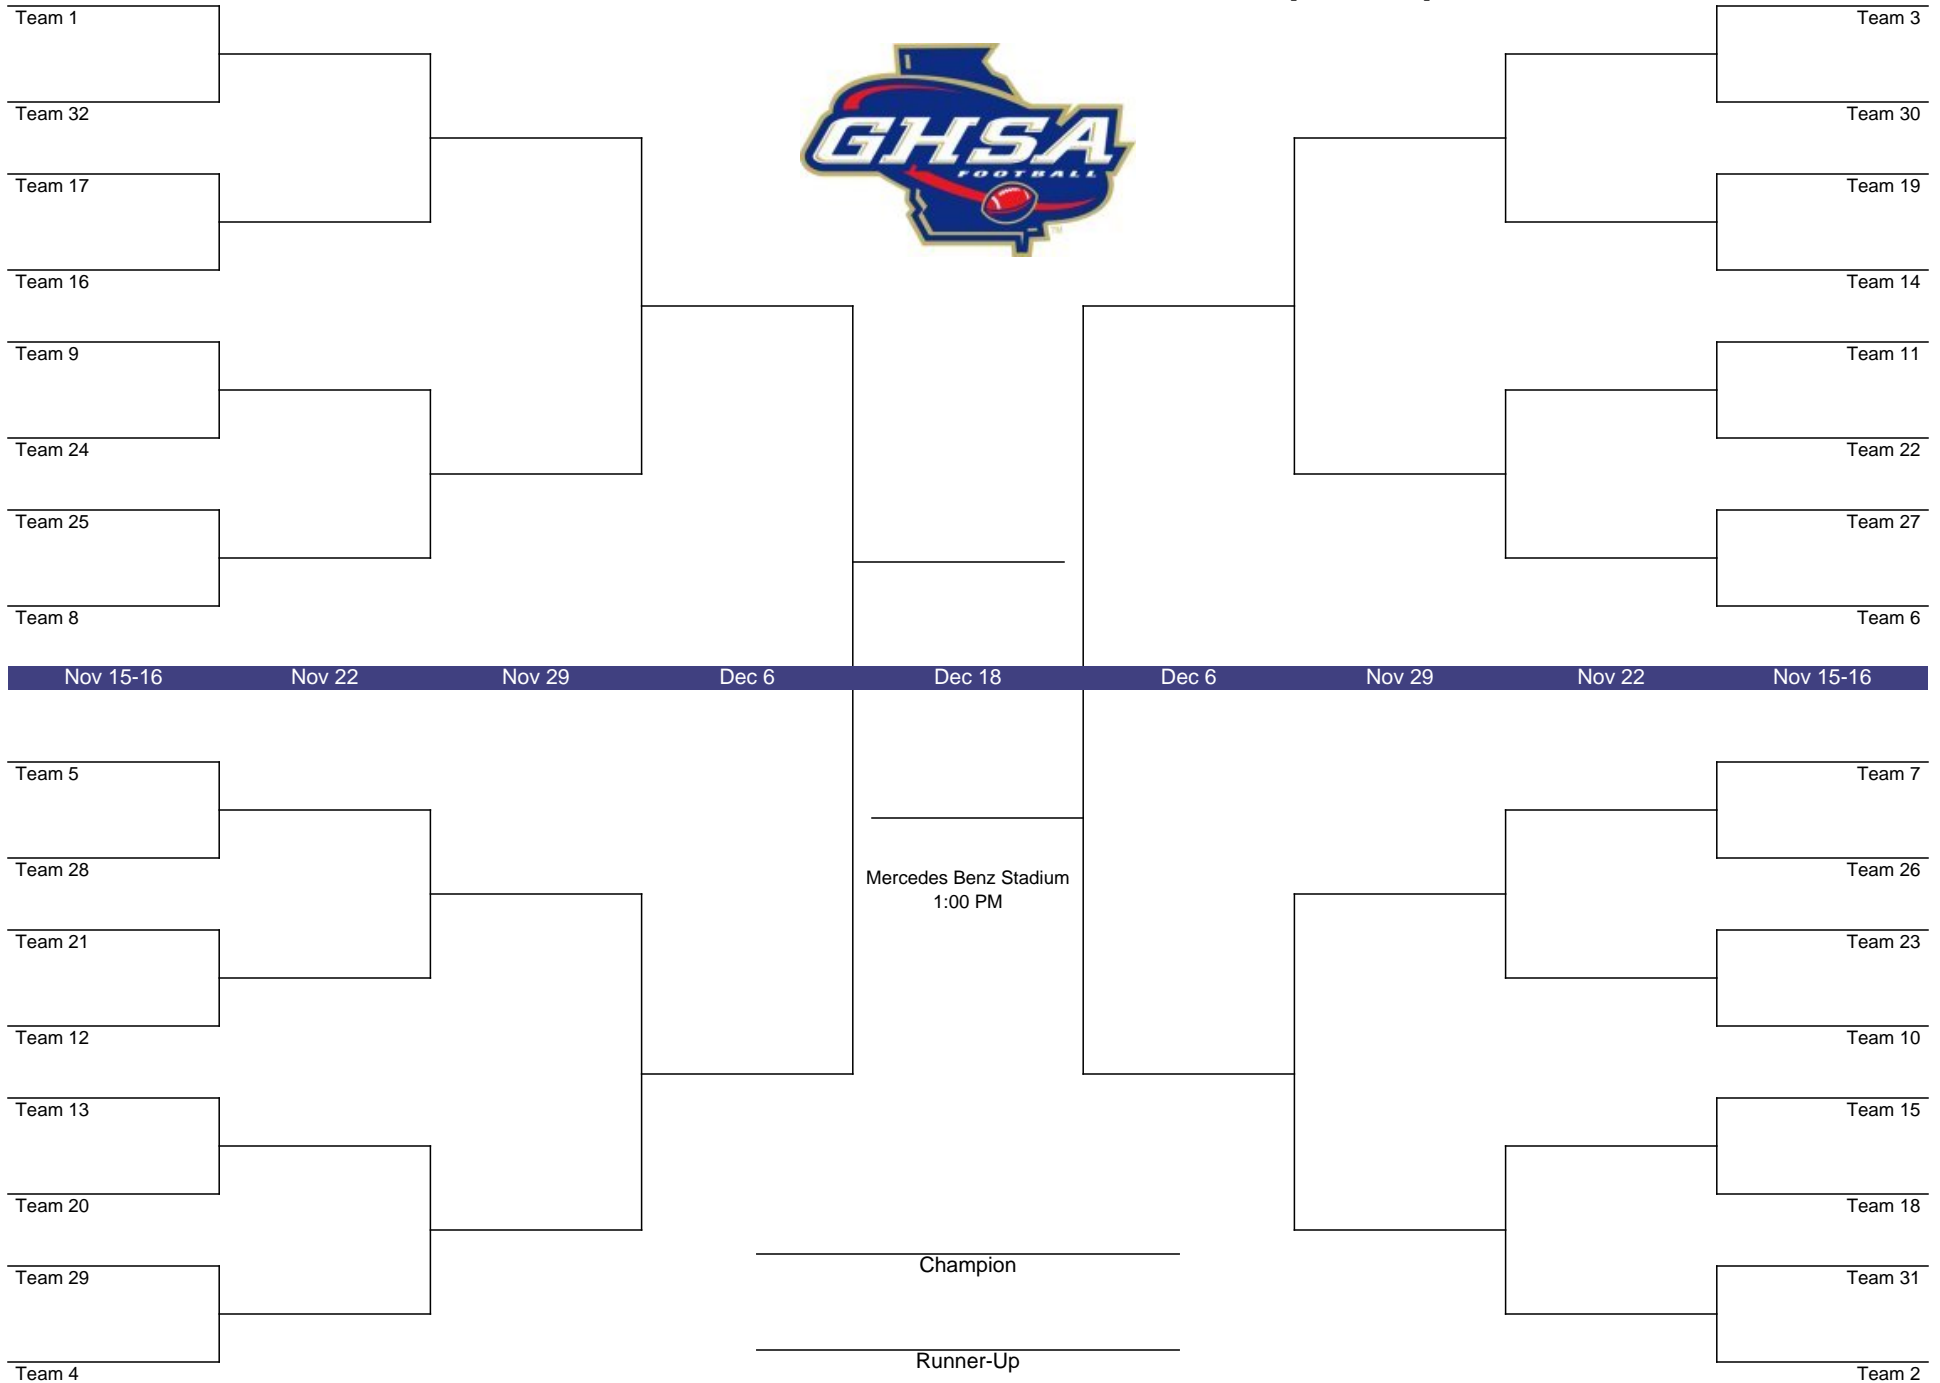 Team 1
Team 3
Team 32
Team 30
GHSA
FOOTBALL
TM
Team 17
Team 19
Team 16
Team 14
Team 9
Team 11
Team 24
Team 22
Team 25
Team 27
Team 8
Team 6
Nov 15-16 Nov 22 Nov 29 Dec 6 Dec 18 Dec 6 Nov 29 Nov 22 Nov 15-16
Team 5
Team 7
Team 28
Team 26
Mercedes Benz Stadium
1:00 PM
Team 21
Team 23
Team 12
Team 10
Team 13
Team 15
Team 20
Team 18
Champion
Team 29
Team 31
Runner-Up
Team 4
Team 2